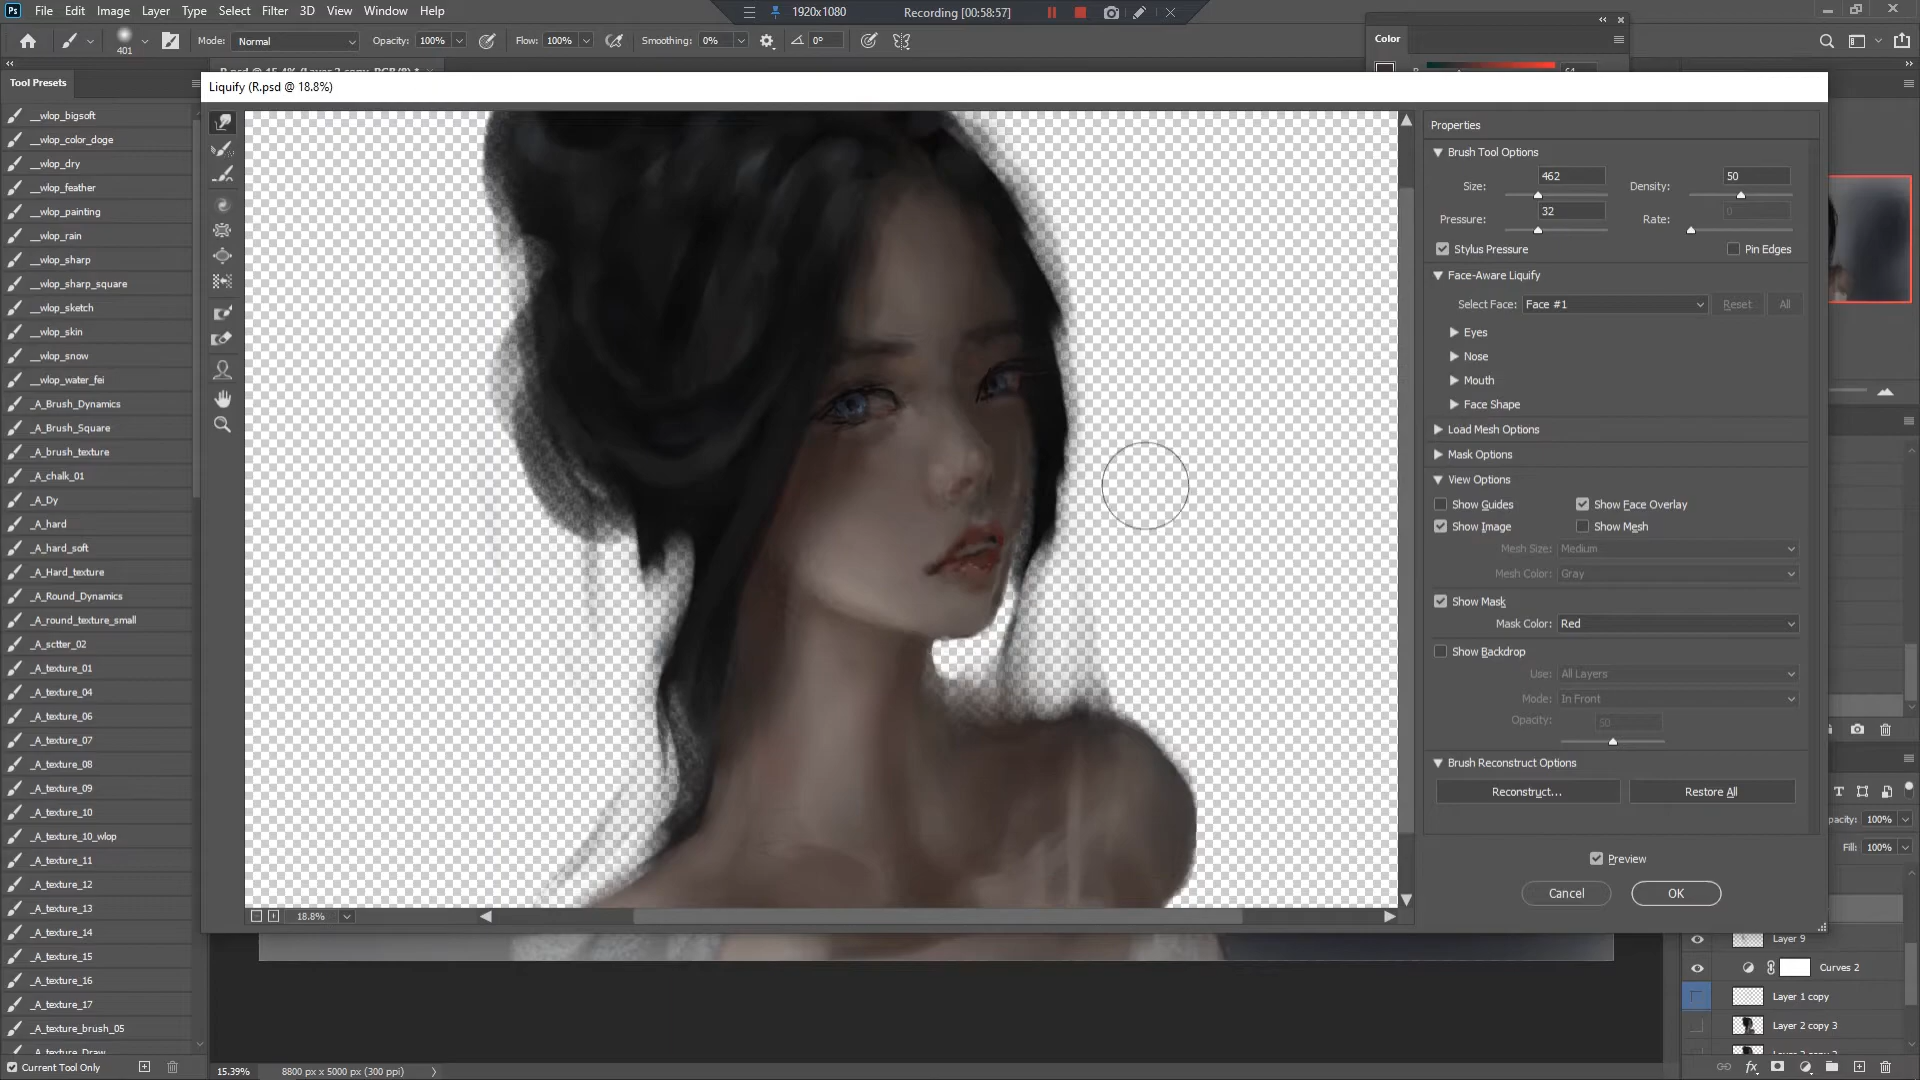 Ps File Edit Image Layer Type Select Filter 3D View Window Help
1920x1080 Recording [00:58:57]
401 Mode: Normal Opacity: 100% Flow: 100% Smoothing: 0% 0°
Color
Tool Presets
Liquify (R.psd @ 18.8%)
__wlop_bigsoft
__wlop_color_doge
__wlop_dry
__wlop_feather
__wlop_painting
__wlop_rain
__wlop_sharp
__wlop_sharp_square
__wlop_sketch
__wlop_skin
__wlop_snow
__wlop_water_fei
_A_Brush_Dynamics
_A_Brush_Square
_A_brush_texture
_A_chalk_01
_A_Dy
_A_hard
_A_hard_soft
_A_Hard_texture
_A_Round_Dynamics
_A_round_texture_small
_A_sctter_02
_A_texture_01
_A_texture_04
_A_texture_06
_A_texture_07
_A_texture_08
_A_texture_09
_A_texture_10
_A_texture_10_wlop
_A_texture_11
_A_texture_12
_A_texture_13
_A_texture_14
_A_texture_15
_A_texture_16
_A_texture_17
_A_texture_brush_05
_A_texture_Draw
Current Tool Only
Properties
Brush Tool Options
Size: 462 Density: 50
Pressure: 32 Rate: 0
Stylus Pressure Pin Edges
Face-Aware Liquify
Select Face: Face #1 Reset All
Eyes
Nose
Mouth
Face Shape
Load Mesh Options
Mask Options
View Options
Show Guides Show Face Overlay
Show Image Show Mesh
Mesh Size: Medium
Mesh Color: Gray
Show Mask
Mask Color: Red
Show Backdrop
Use: All Layers
Mode: In Front
Opacity: 50
Brush Reconstruct Options
Reconstruct... Restore All
Preview
Cancel OK
18.8%
pacity: 100%
Fill: 100%
Layer 9
Curves 2
Layer 1 copy
Layer 2 copy 3
15.39% 8800 px x 5000 px (300 ppi)